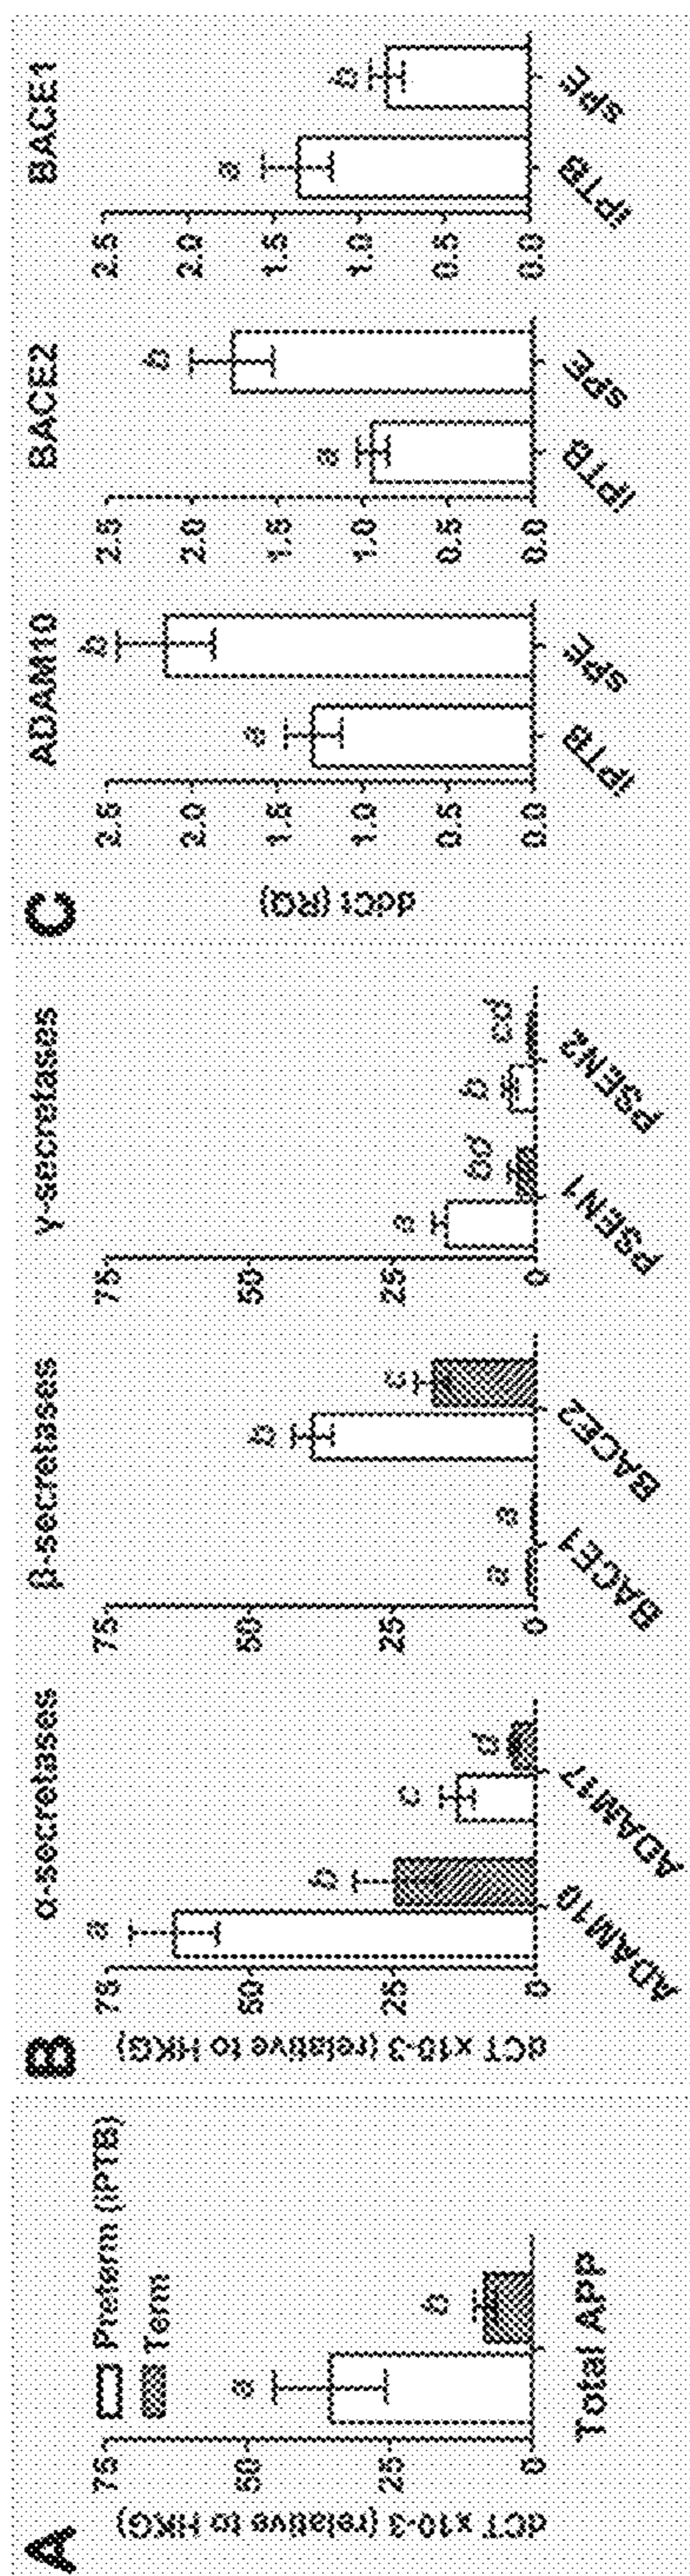 A
dCT x10-3 (relative to HKG)
75
50
25
0
Preterm (iPTB)
Term
a
b
Total APP
B
dCT x10-3 (relative to HKG)
α-secretases
75
50
25
0
a
b
c
d
ADAM10
ADAM17
β-secretases
75
50
25
0
a
a
b
c
BACE1
BACE2
γ-secretases
75
50
25
0
a
bd
b
cd
PSEN1
PSEN2
C
ddCt (RQ)
ADAM10
2.5
2.0
1.5
1.0
0.5
0.0
a
b
iPTB
sPE
BACE2
2.5
2.0
1.5
1.0
0.5
0.0
a
b
iPTB
sPE
BACE1
2.5
2.0
1.5
1.0
0.5
0.0
a
b
iPTB
sPE